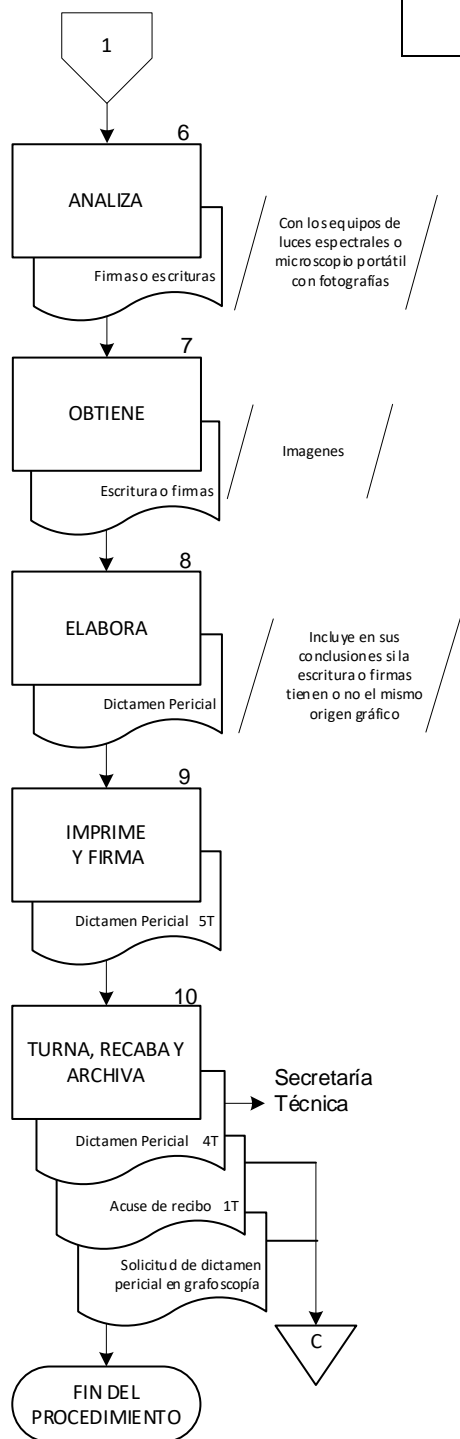 1
6
ANALIZA
Firmas o escrituras
Con los equipos de
luces espectrales o
microscopio portátil
con fotografías
7
OBTIENE
Escritura o firmas
Imagenes
8
ELABORA
Dictamen Pericial
Incluye en sus
conclusiones si la
escritura o firmas
tienen o no el mismo
origen gráfico
9
IMPRIME
Y FIRMA
Dictamen Pericial 5T
10
TURNA, RECABA Y
ARCHIVA
Secretaría
Técnica
Dictamen Pericial 4T
Acuse de recibo 1T
Solicitud de dictamen
pericial en grafoscopía
C
FIN DEL
PROCEDIMIENTO